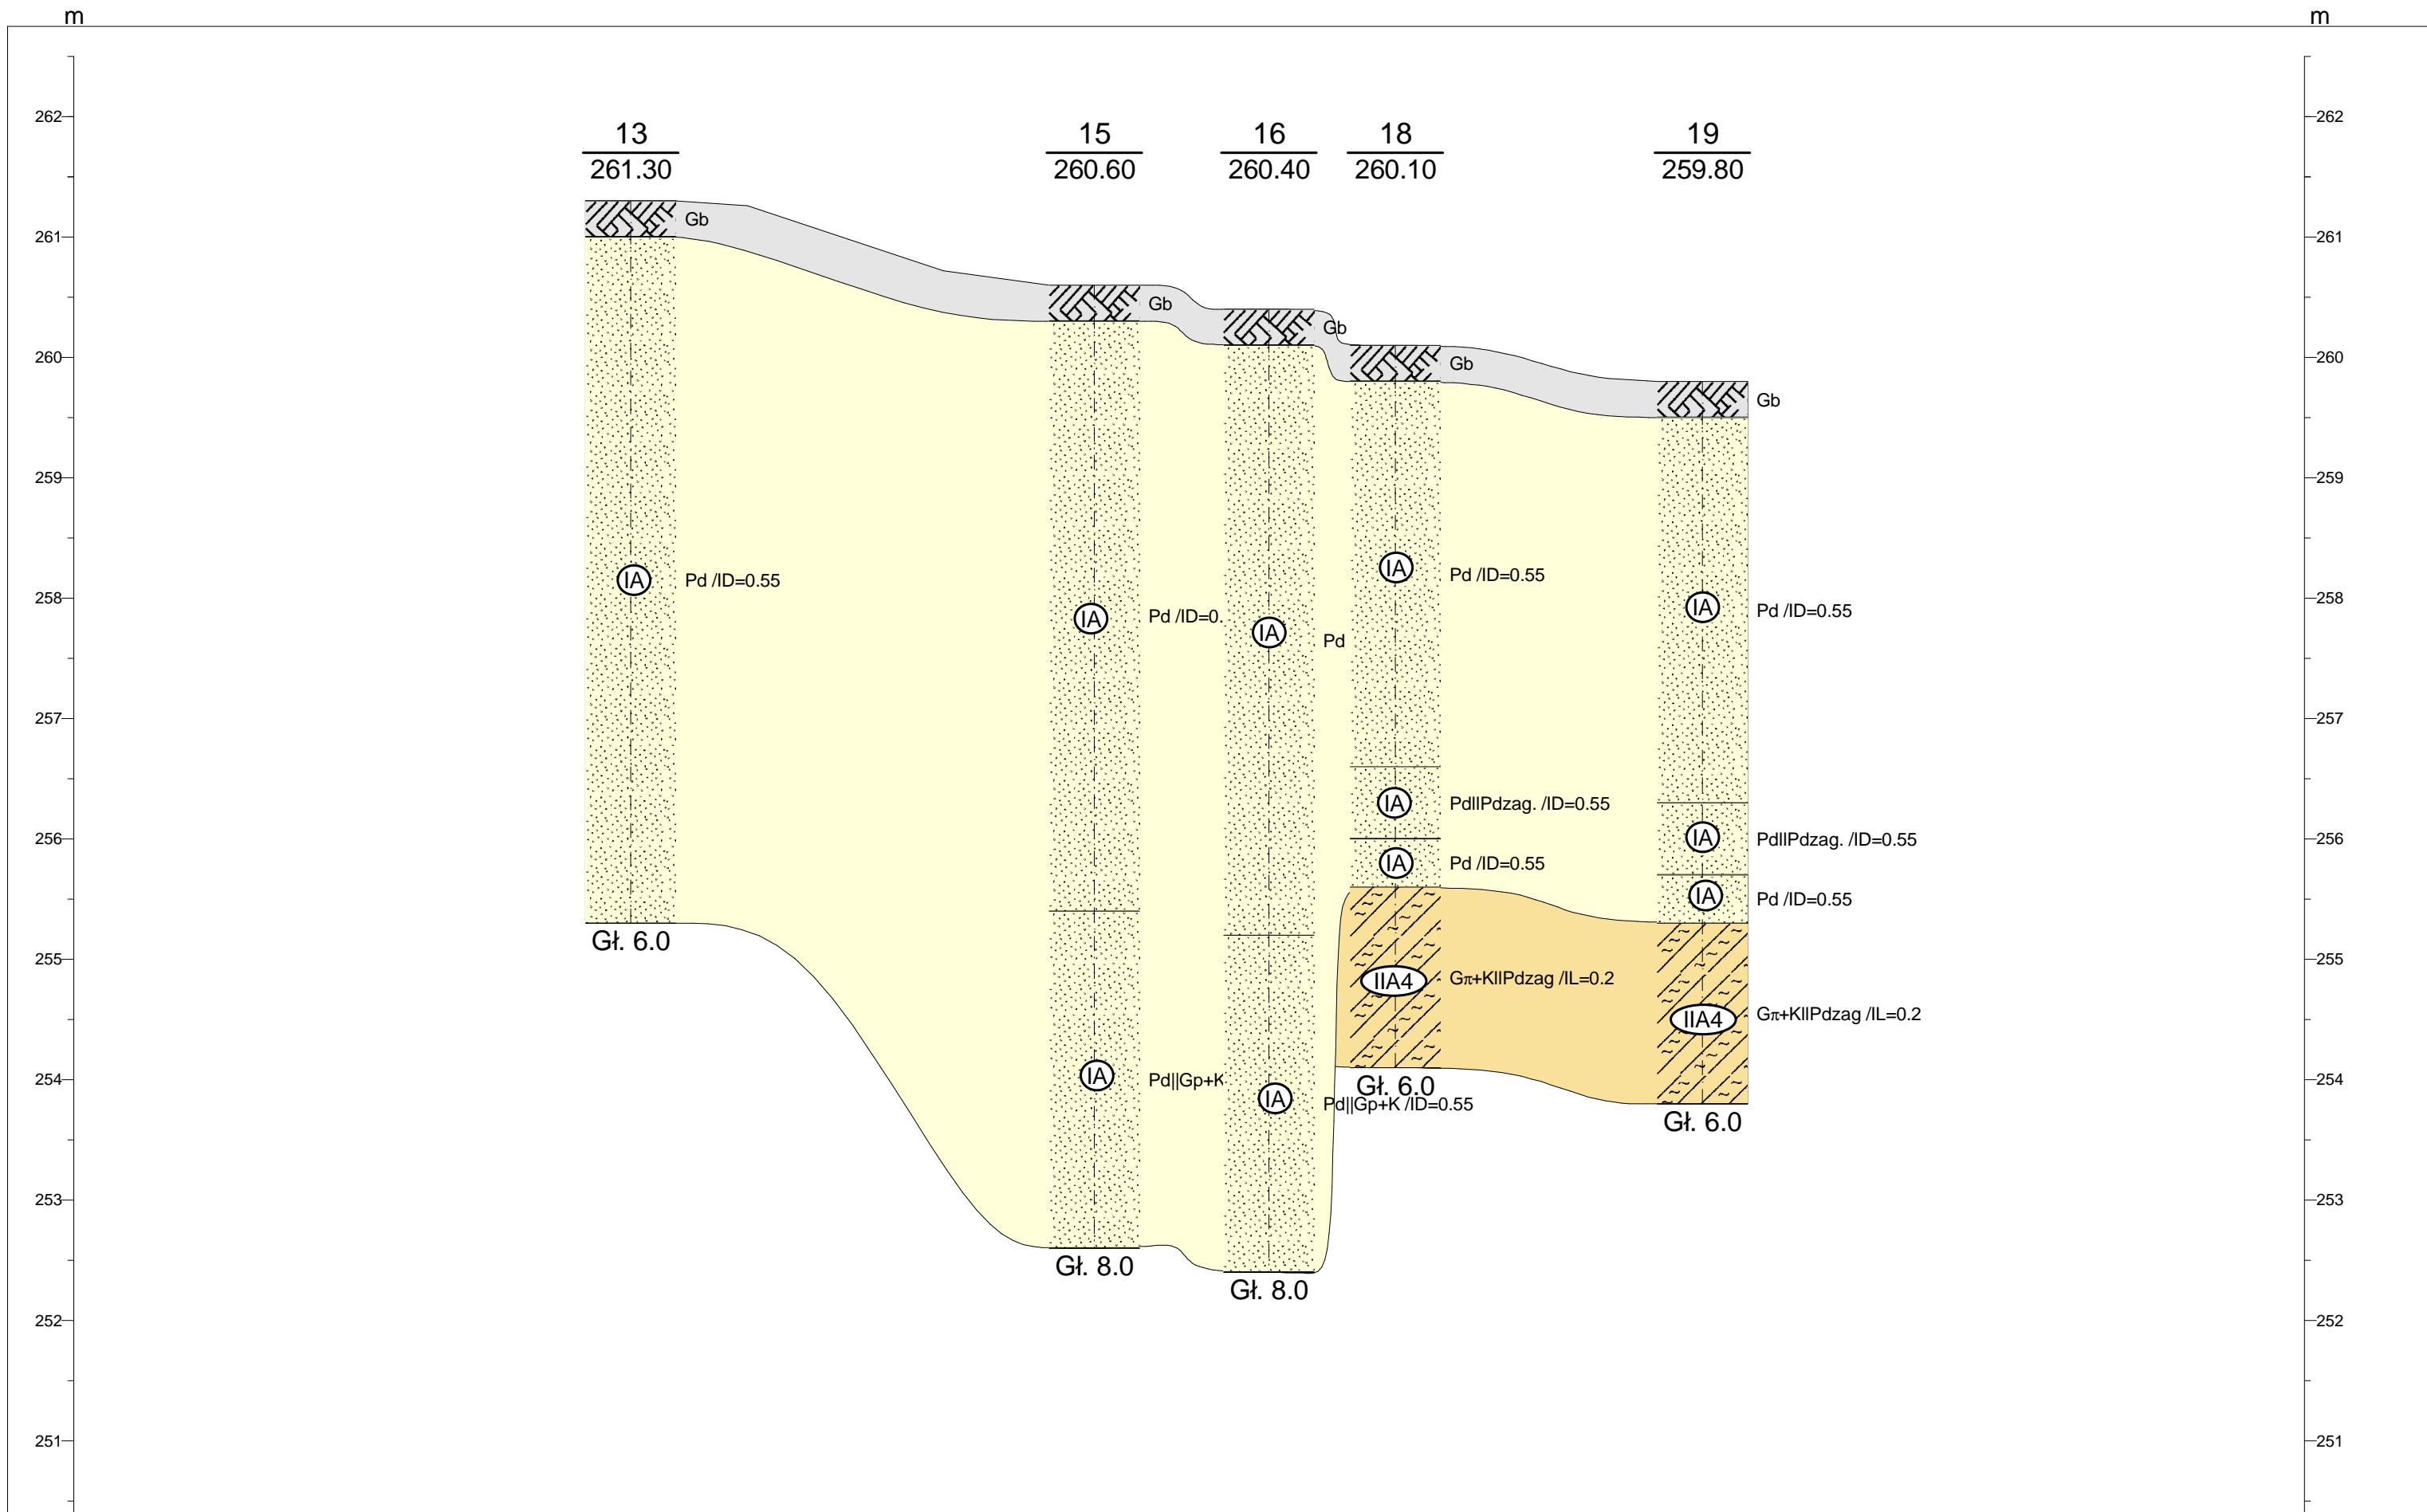 m m
262 262
13 15 16 18 19
261.30 260.60 260.40 260.10 259.80
Gb
261 261
Gb
Gb
260 260
Gb
Gb
259 259
IA Pd /ID=0.55
IA Pd /ID=0.55
258 258
IA Pd /ID=0.55
IA Pd /ID=0.
IA Pd
257 257
IA PdIIPdzag. /ID=0.55
256 256
IA PdIIPdzag. /ID=0.55
IA Pd /ID=0.55
IA Pd /ID=0.55
Gł. 6.0
255 255
IIA4 Gπ+KIIPdzag /IL=0.2
IIA4 Gπ+KIIPdzag /IL=0.2
254 254
IA Pd||Gp+K
Gł. 6.0
IA Pd||Gp+K /ID=0.55
Gł. 6.0
253 253
Gł. 8.0
Gł. 8.0
252 252
251 251